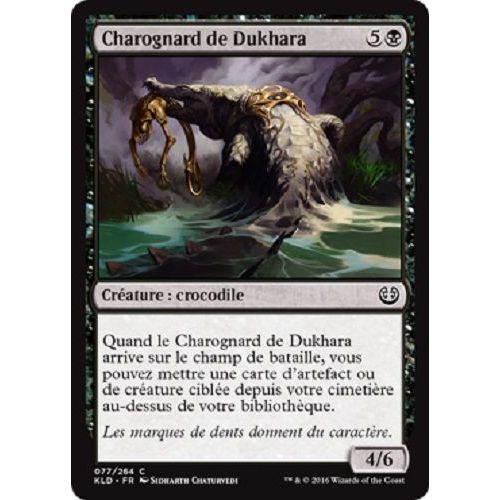 Charognard de Dukhara 5
Créature : crocodile
Quand le Charognard de Dukhara
arrive sur le champ de bataille, vous
pouvez mettre une carte d'artefact ou
de créature ciblée depuis votre cimetière
au-dessus de votre bibliothèque.
Les marques de dents donnent du caractère.
4/6
077/264 C
KLD • FR Sidharth Chaturvedi
™ & © 2016 Wizards of the Coast